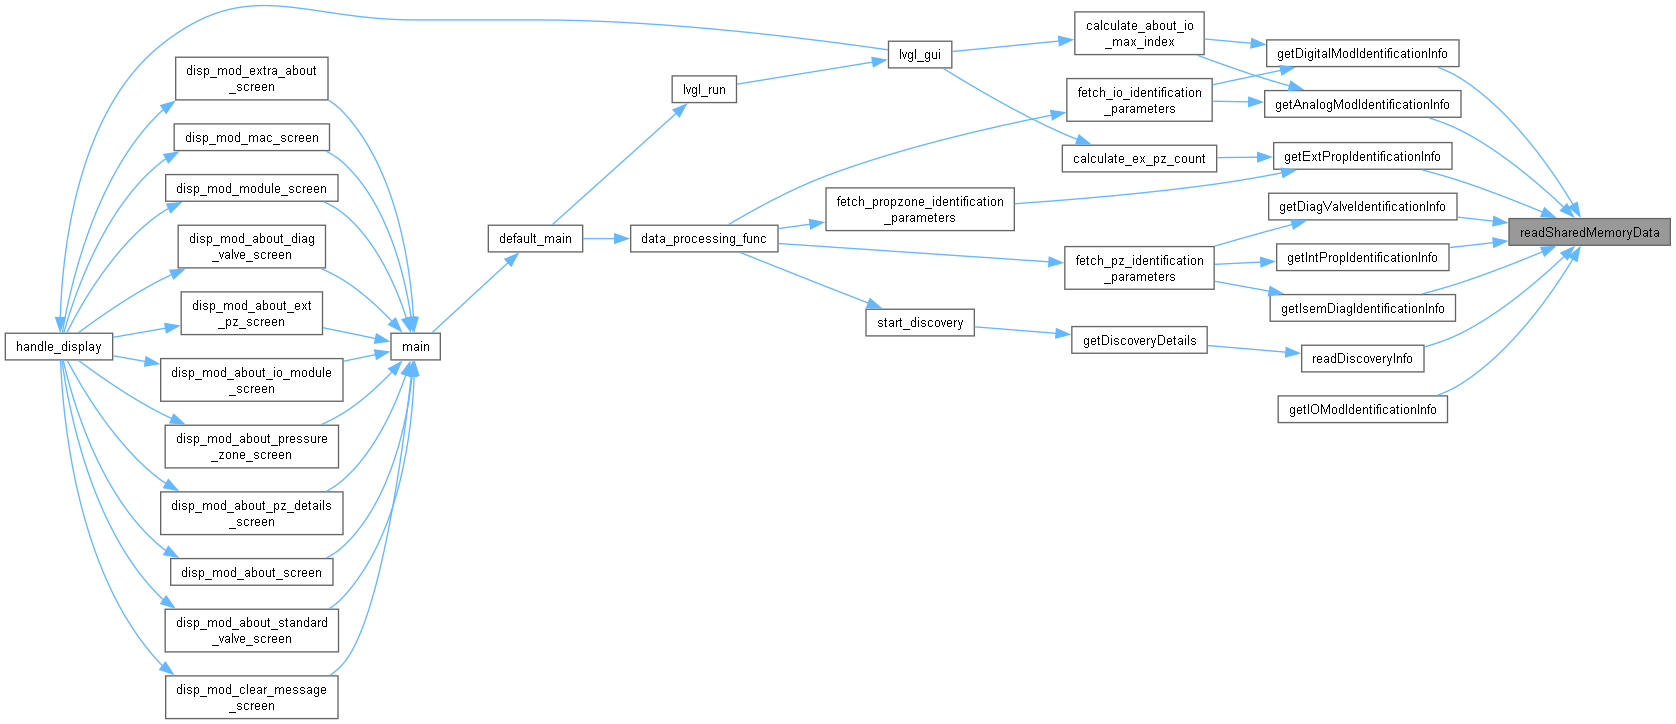 handle_display
disp_mod_extra_about
_screen
disp_mod_mac_screen
disp_mod_module_screen
disp_mod_about_diag
_valve_screen
disp_mod_about_ext
_pz_screen
disp_mod_about_io_module
_screen
disp_mod_about_pressure
_zone_screen
disp_mod_about_pz_details
_screen
disp_mod_about_screen
disp_mod_about_standard
_valve_screen
disp_mod_clear_message
_screen
main
default_main
lvgl_run
data_processing_func
lvgl_gui
fetch_propzone_identification
_parameters
start_discovery
calculate_about_io
_max_index
fetch_io_identification
_parameters
calculate_ex_pz_count
fetch_pz_identification
_parameters
getDiscoveryDetails
getDigitalModIdentificationInfo
getAnalogModIdentificationInfo
getExtPropIdentificationInfo
getDiagValveIdentificationInfo
getIntPropIdentificationInfo
getIsemDiagIdentificationInfo
readDiscoveryInfo
getIOModIdentificationInfo
readSharedMemoryData